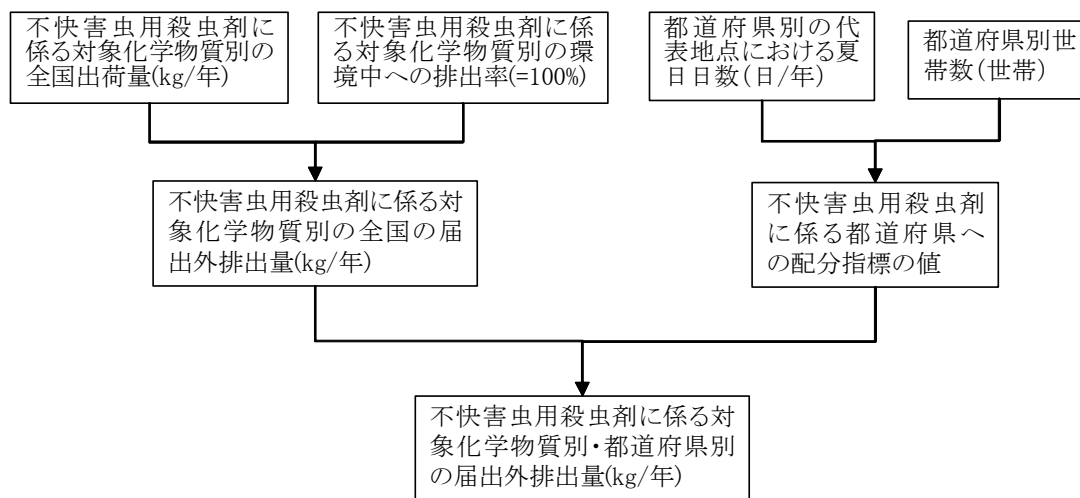 不快害虫用殺虫剤に
係る対象化学物質別の
全国出荷量(kg/年)
不快害虫用殺虫剤に係
る対象化学物質別の環
境中への排出率(=100%)
都道府県別の代
表地点における夏
日日数(日/年)
都道府県別世
帯数(世帯)
不快害虫用殺虫剤に係る対
象化学物質別の全国の届
出外排出量(kg/年)
不快害虫用殺虫剤
に係る都道府県へ
の配分指標の値
不快害虫用殺虫剤に係る対
象化学物質別・都道府県別
の届出外排出量(kg/年)